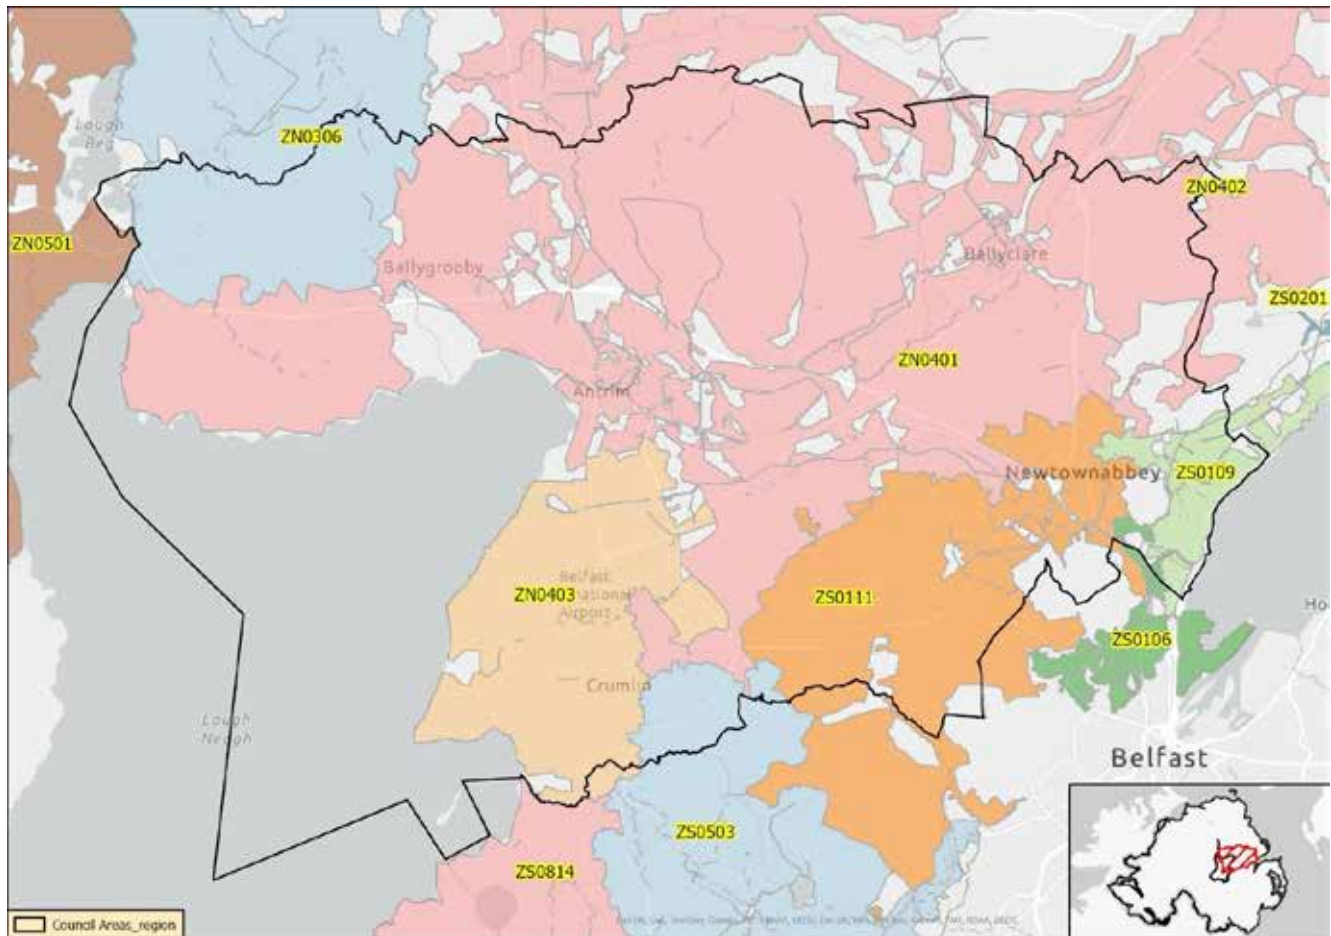 Lough
Beg
ZN0306
ZN0402
ZN0501
Ballygrooby
Ballyclare
ZS0201
ZN0401
Antrim
Newtownabbey
ZS0109
Belfast
Airport
ZN0403
ZS0111
ZS0106
Crumlin
Lough
Neagh
Belfast
ZS0503
ZS0814
Council Areas_region